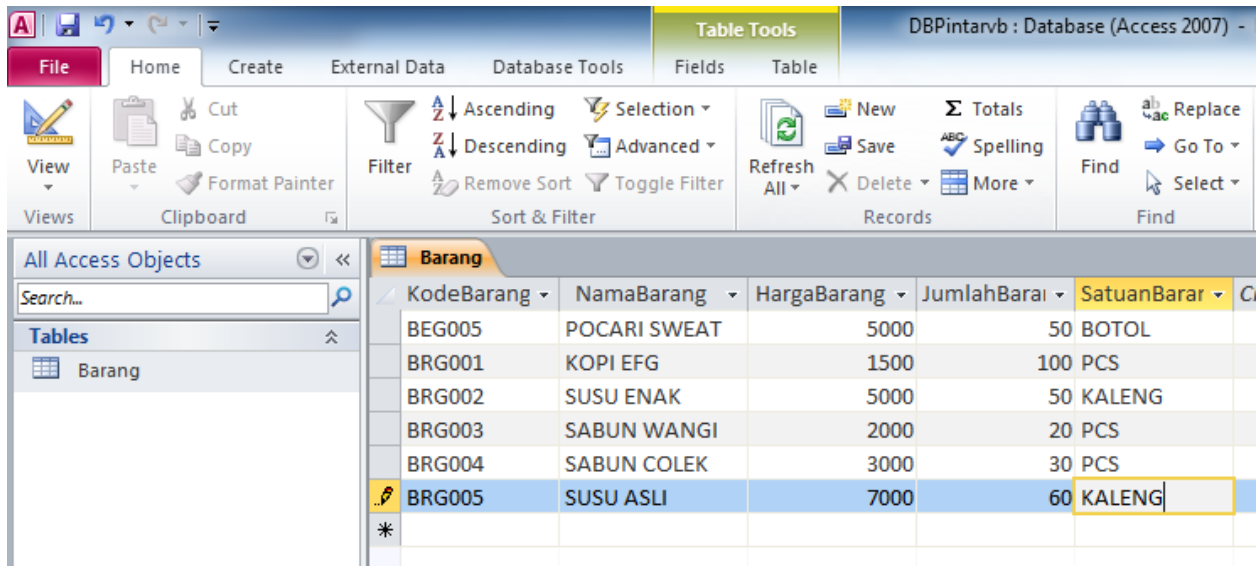 A
DBPintarvb : Database (Access 2007) -
Table Tools
File Home Create External Data Database Tools Fields Table
View
Paste
Cut
Copy
Format Painter
Filter
Ascending
Descending
Remove Sort
Selection
Advanced
Toggle Filter
Refresh
All
New
Save
Delete
Totals
Spelling
More
Find
Replace
Go To
Select
Views Clipboard Sort & Filter Records Find
All Access Objects «
Search...
Tables
Barang
Barang
KodeBarang NamaBarang HargaBarang JumlahBarar SatuanBarar
BEG005 POCARI SWEAT 5000 50 BOTOL
BRG001 KOPI EFG 1500 100 PCS
BRG002 SUSU ENAK 5000 50 KALENG
BRG003 SABUN WANGI 2000 20 PCS
BRG004 SABUN COLEK 3000 30 PCS
BRG005 SUSU ASLI 7000 60 KALENG